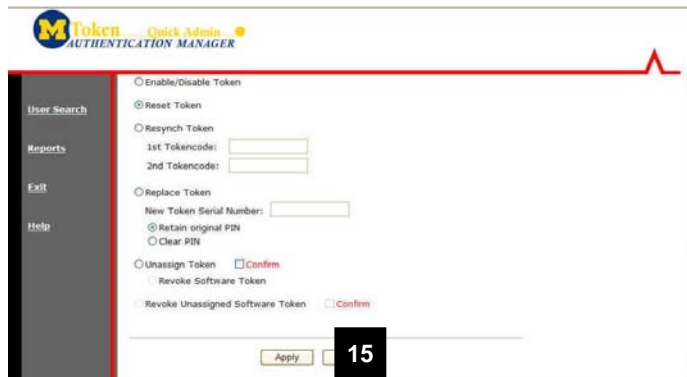 M Token Quick Admin
AUTHENTICATION MANAGER
User Search
Reports
Exit
Help
Enable/Disable Token
Reset Token
Resynch Token
1st Tokencode:
2nd Tokencode:
Replace Token
New Token Serial Number:
Retain original PIN
Clear PIN
Unassign Token Confirm
Revoke Software Token
Revoke Unassigned Software Token Confirm
Apply
15